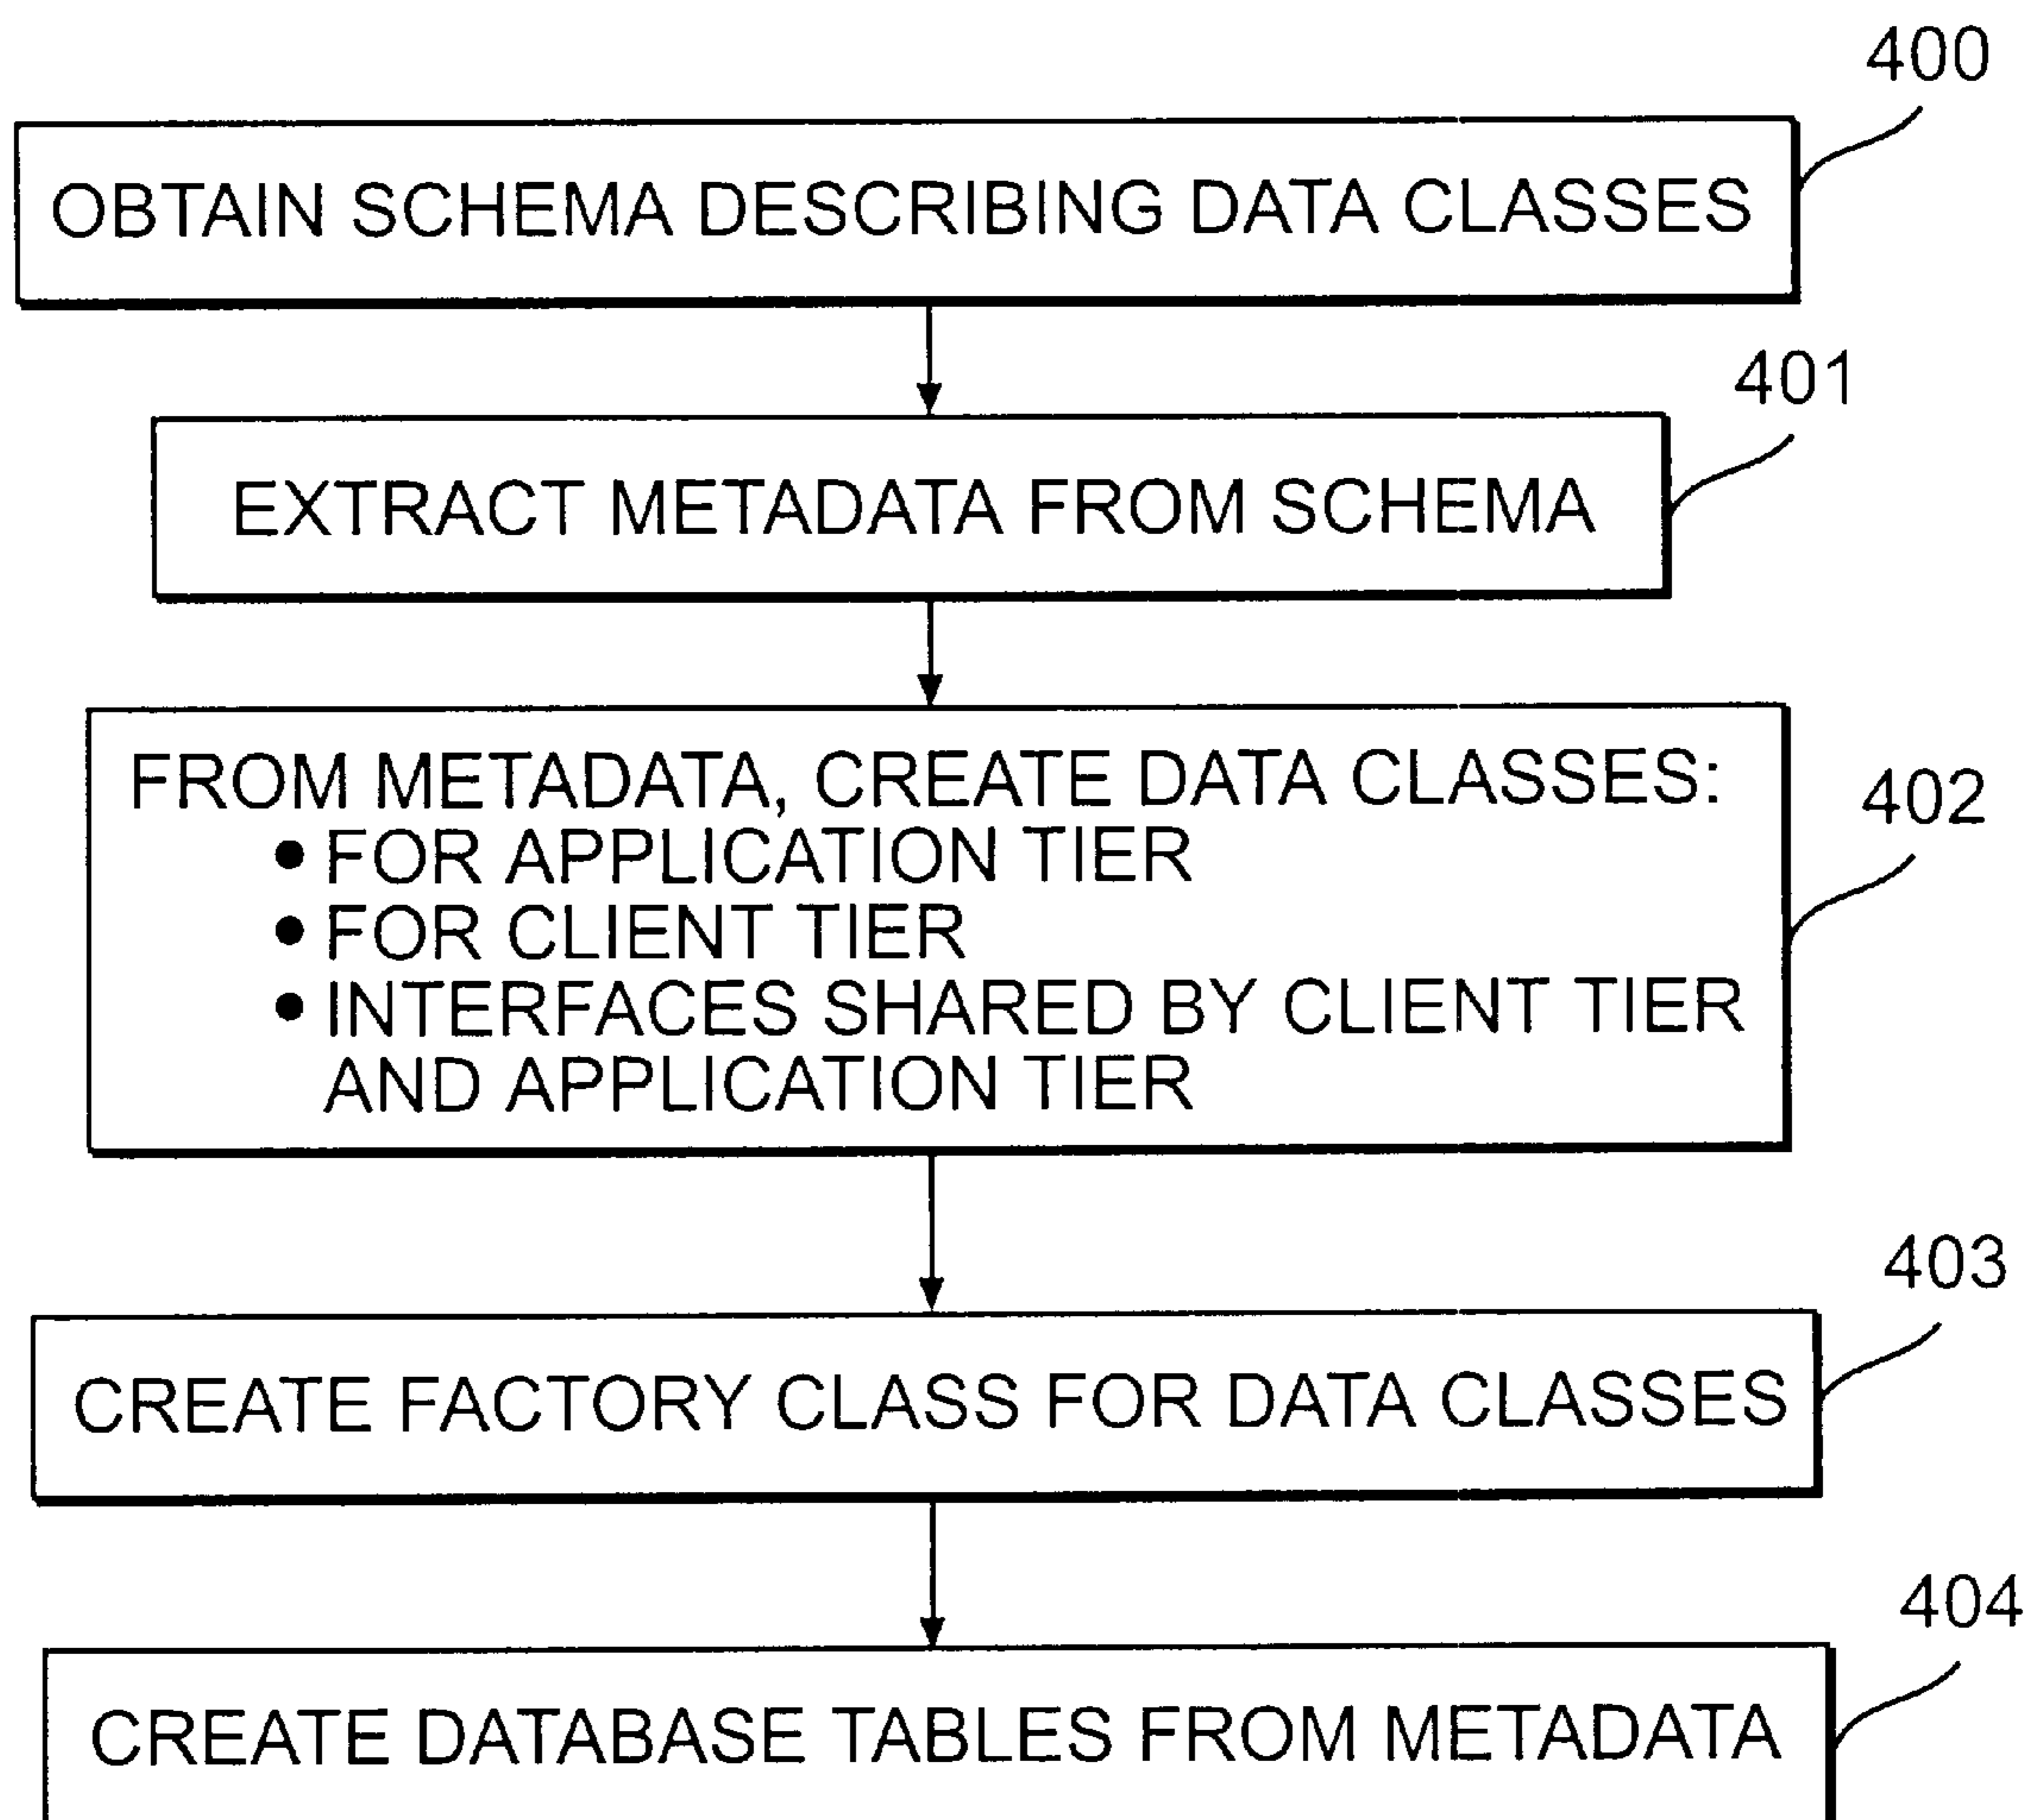 400
OBTAIN SCHEMA DESCRIBING DATA CLASSES
401
EXTRACT METADATA FROM SCHEMA
FROM METADATA, CREATE DATA CLASSES:
402
● FOR APPLICATION TIER
● FOR CLIENT TIER
● INTERFACES SHARED BY CLIENT TIER
AND APPLICATION TIER
403
CREATE FACTORY CLASS FOR DATA CLASSES
404
CREATE DATABASE TABLES FROM METADATA